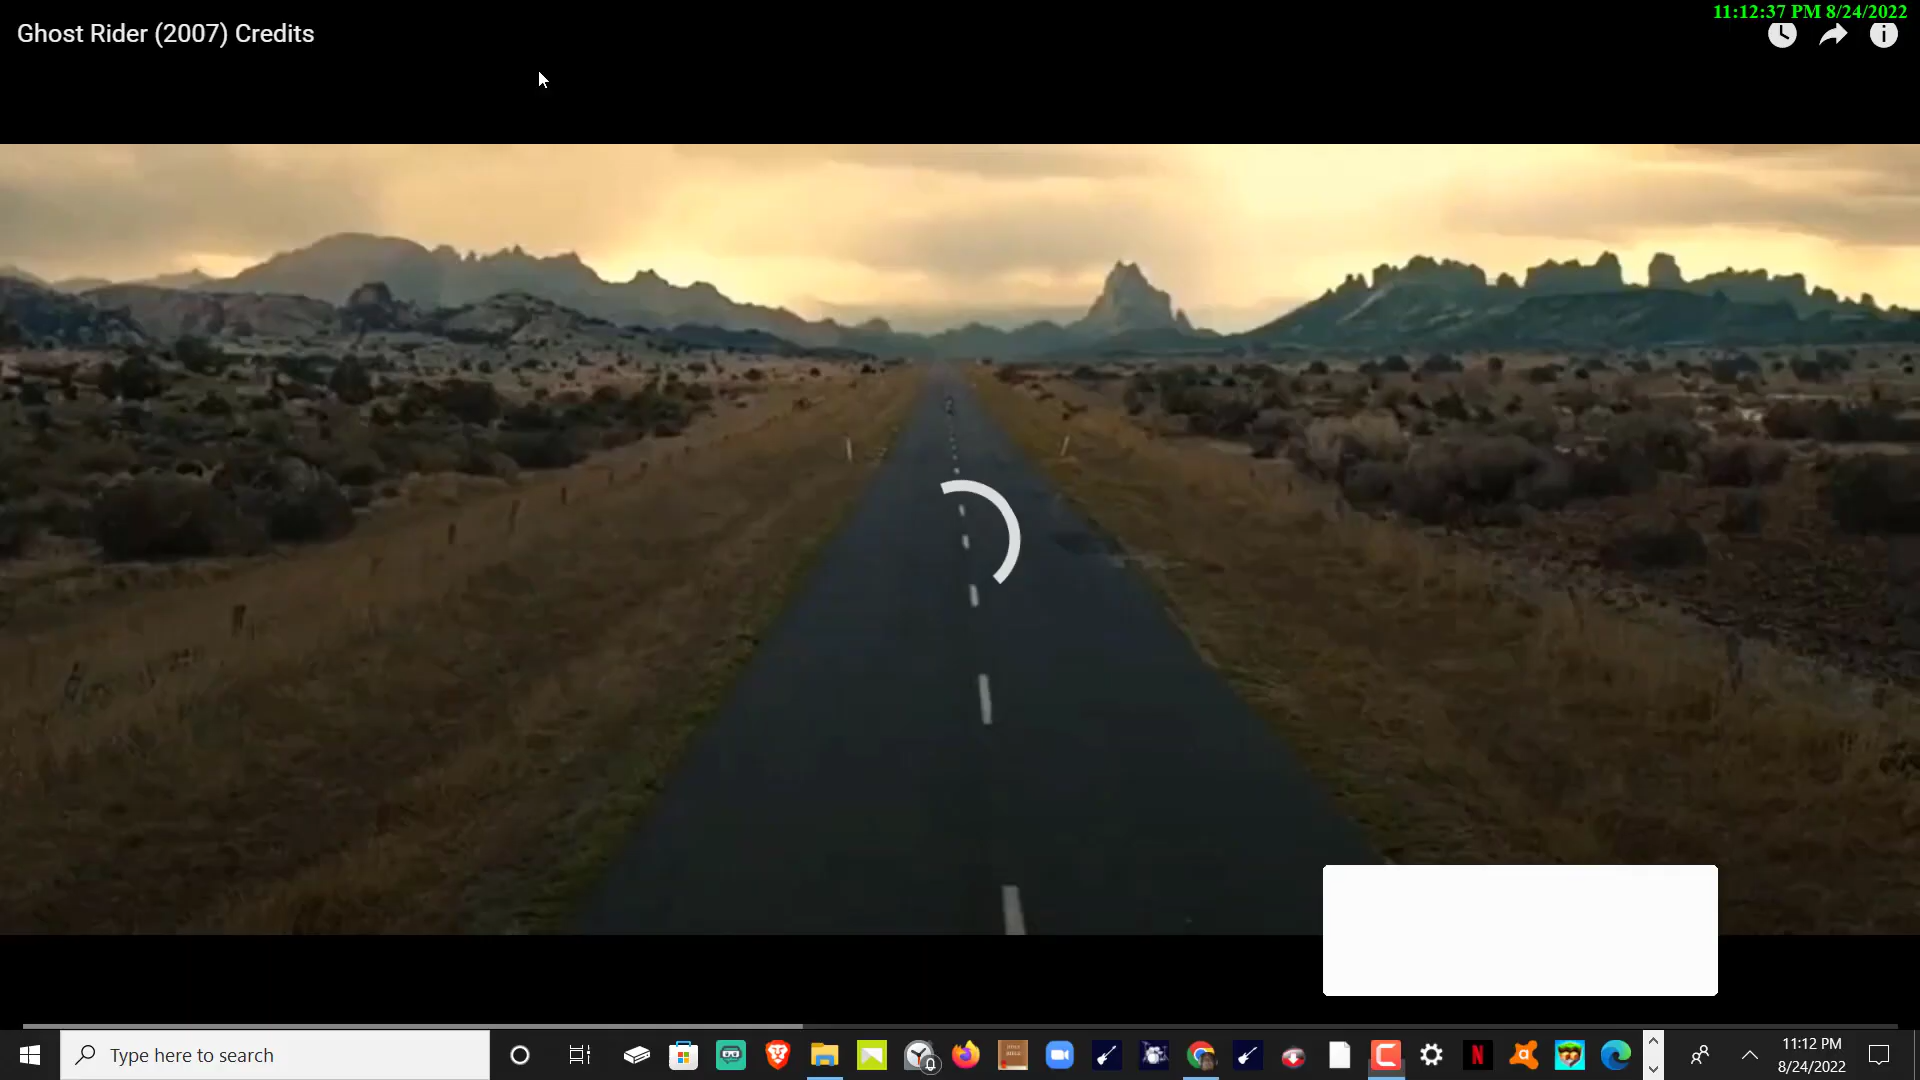 11:12:37 PM 8/24/2022
Ghost Rider (2007) Credits
Type here to search
11:12 PM
8/24/2022